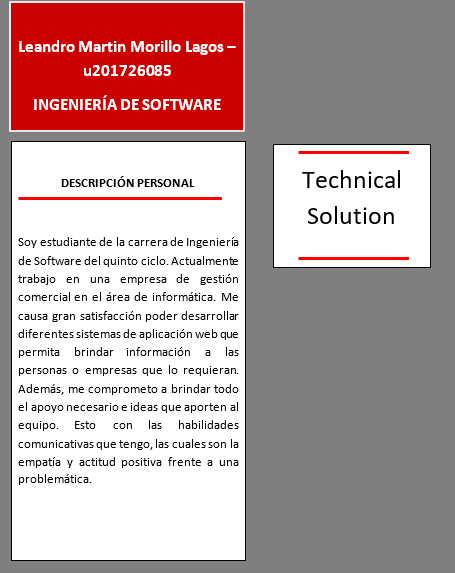 Leandro Martin Morillo Lagos –
u201726085
INGENIERÍA DE SOFTWARE
DESCRIPCIÓN PERSONAL
Soy estudiante de la carrera de Ingeniería
de Software del quinto ciclo. Actualmente
trabajo en una empresa de gestión
comercial en el área de informática. Me
causa gran satisfacción poder desarrollar
diferentes sistemas de aplicación web que
permita brindar información a las
personas o empresas que lo requieran.
Además, me comprometo a brindar todo
el apoyo necesario e ideas que aporten al
equipo. Esto con las habilidades
comunicativas que tengo, las cuales son la
empatía y actitud positiva frente a una
problemática.
Technical
Solution